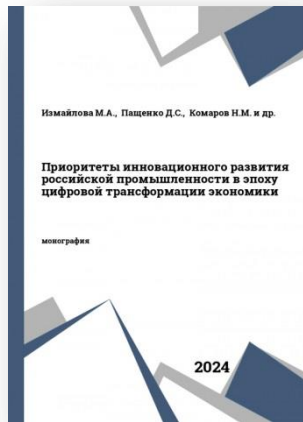 Измайлова М.А., Пащенко Д.С., Комаров Н.М. и др.
Приоритеты инновационного развития
российской промышленности в эпоху
цифровой трансформации экономики
монография
2024